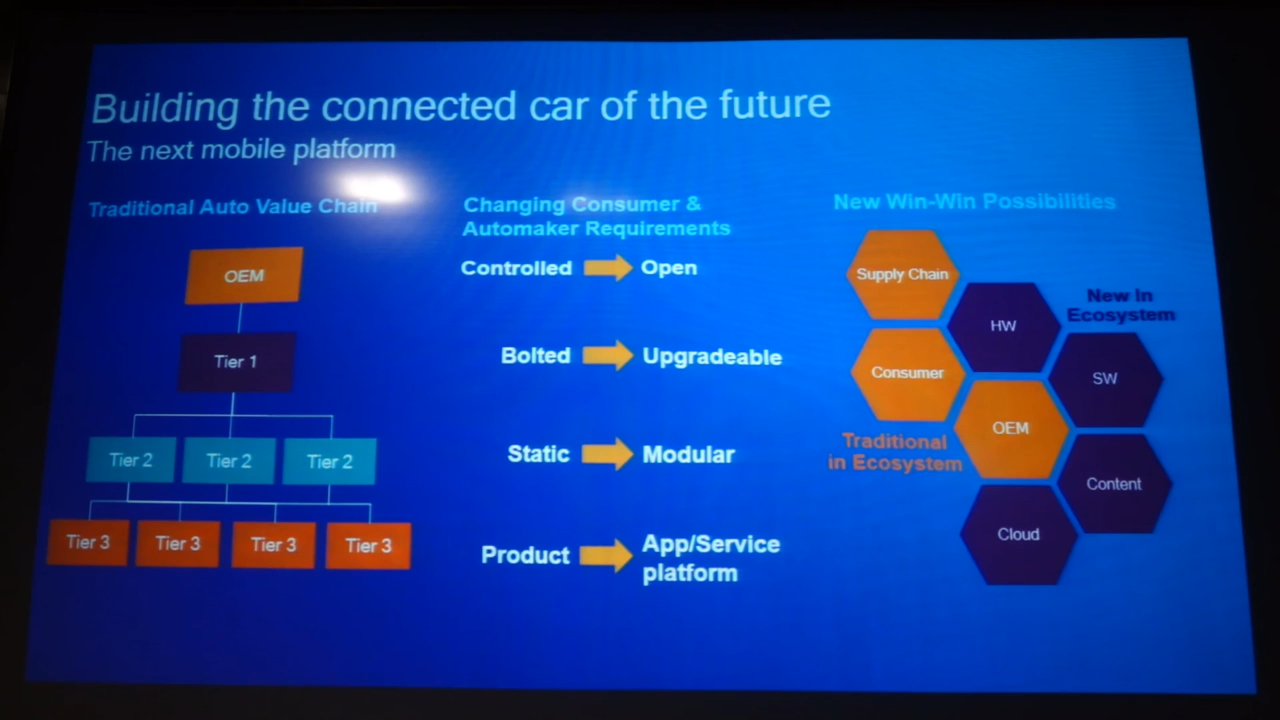 Building the connected car of the future
The next mobile platform
Traditional Auto Value Chain
OEM
Tier 1
Tier 2
Tier 2
Tier 2
Tier 3
Tier 3
Tier 3
Tier 3
Changing Consumer &
Automaker Requirements
Controlled
Open
Bolted
Upgradeable
Static
Modular
Product
App/Service
platform
New Win-Win Possibilities
Supply Chain
HW
New In
Ecosystem
Consumer
SW
OEM
Traditional
in Ecosystem
Content
Cloud